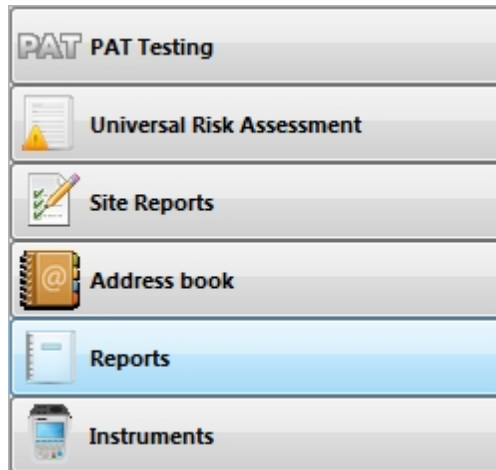 PAT PAT Testing
Universal Risk Assessment
Site Reports
@ Address book
Reports
Instruments